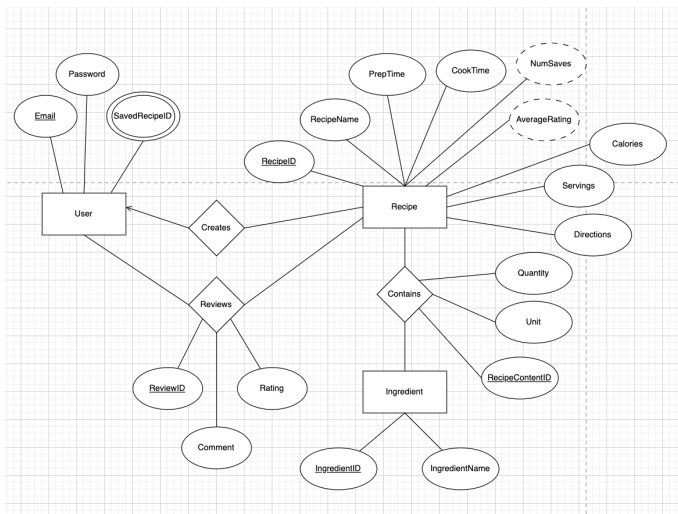 NumSaves
CookTime
Password
PrepTime
Email
SavedRecipeID
RecipeName
AverageRating
Calories
RecipeID
Servings
User
Recipe
Creates
Directions
Quantity
Reviews
Contains
Unit
RecipeContentID
ReviewID
Rating
Ingredient
Comment
IngredientID
IngredientName